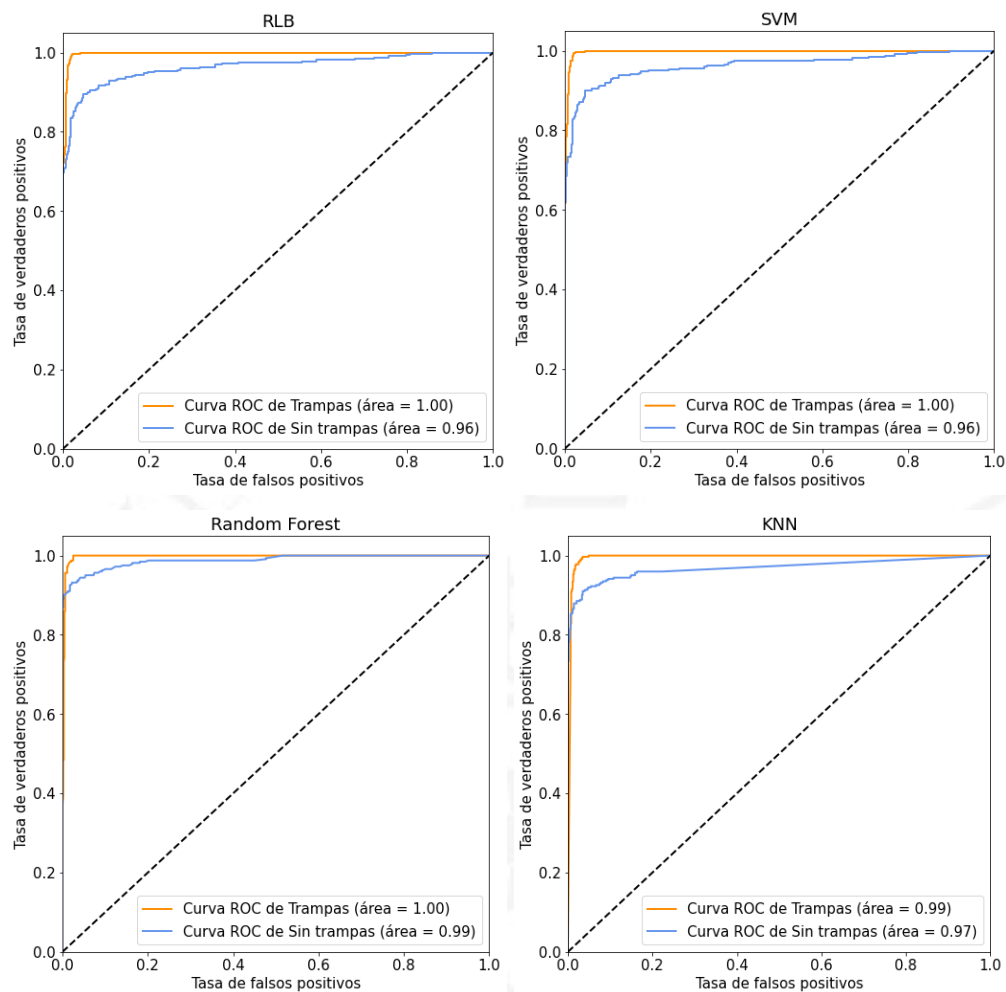 RLB
1.0
0.8
0.6
0.4
0.2
0.0
Tasa de verdaderos positivos
Curva ROC de Trampas (área = 1.00)
Curva ROC de Sin trampas (área = 0.96)
0.0 0.2 0.4 0.6 0.8 1.0
Tasa de falsos positivos
SVM
1.0
0.8
0.6
0.4
0.2
0.0
Tasa de verdaderos positivos
Curva ROC de Trampas (área = 1.00)
Curva ROC de Sin trampas (área = 0.96)
0.0 0.2 0.4 0.6 0.8 1.0
Tasa de falsos positivos
Random Forest
1.0
0.8
0.6
0.4
0.2
0.0
Tasa de verdaderos positivos
Curva ROC de Trampas (área = 1.00)
Curva ROC de Sin trampas (área = 0.99)
0.0 0.2 0.4 0.6 0.8 1.0
Tasa de falsos positivos
KNN
1.0
0.8
0.6
0.4
0.2
0.0
Tasa de verdaderos positivos
Curva ROC de Trampas (área = 0.99)
Curva ROC de Sin trampas (área = 0.97)
0.0 0.2 0.4 0.6 0.8 1.0
Tasa de falsos positivos